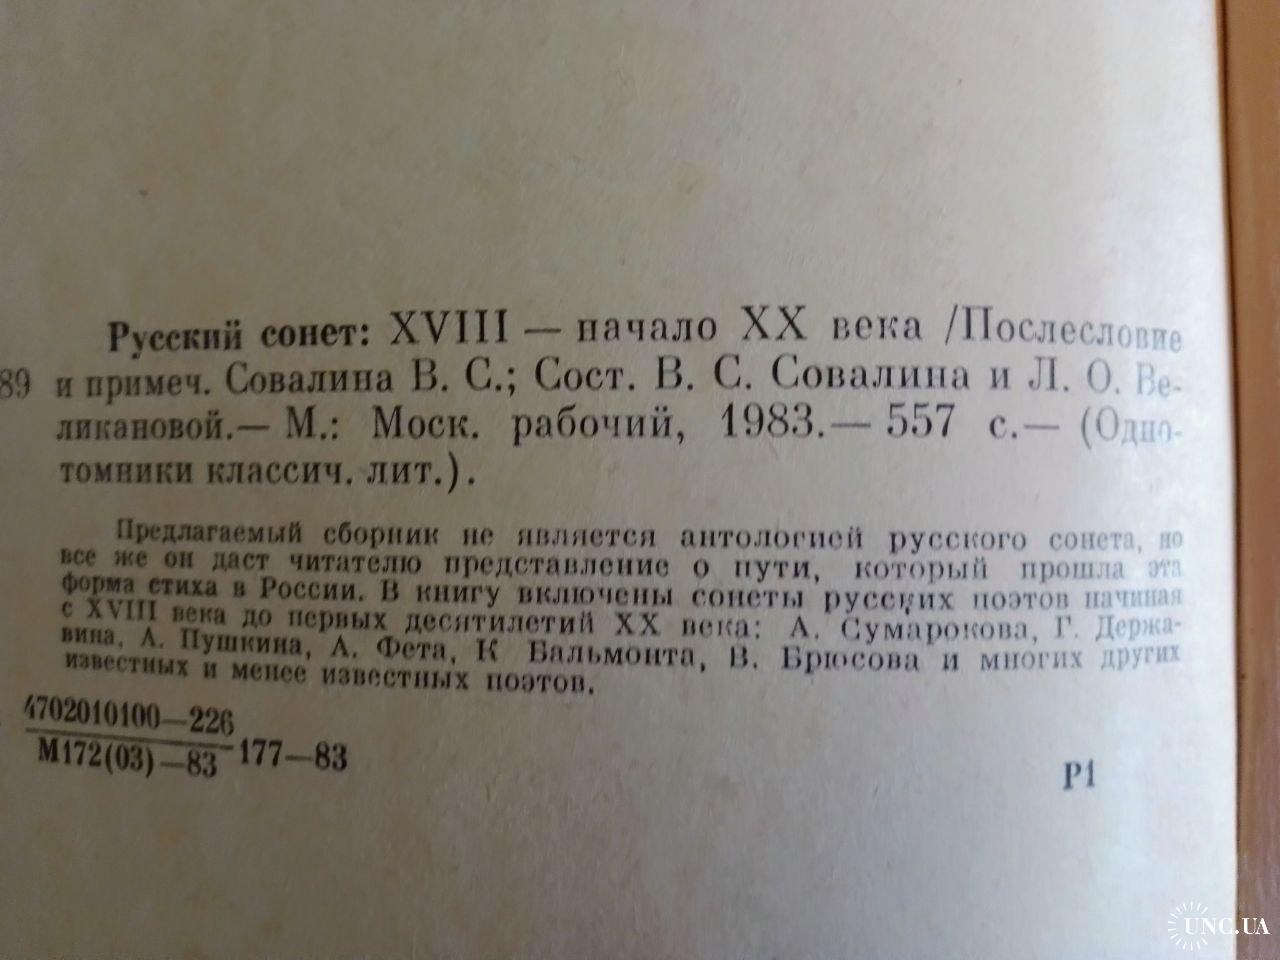 Русский сонет: XVIII — начало XX века /Послесловие
89 и примеч. Совалина В. С.; Сост. В. С. Совалина и Л. О. Ве-
ликановой.— М.: Моск. рабочий, 1983.— 557 с.— (Одно-
томники классич. лит.).
Предлагаемый сборник не является антологией русского сонета, но
все же он даст читателю представление о пути, который прошла эта
форма стиха в России. В книгу включены сонеты русских поэтов начиная
с XVIII века до первых десятилетий XX века: А. Сумарокова, Г. Держа-
вина, А. Пушкина, А. Фета, К Бальмонта, В. Брюсова и многих других
известных и менее известных поэтов.
4702010100—226
М172(03)—83 177—83
Р1
UNC.UA